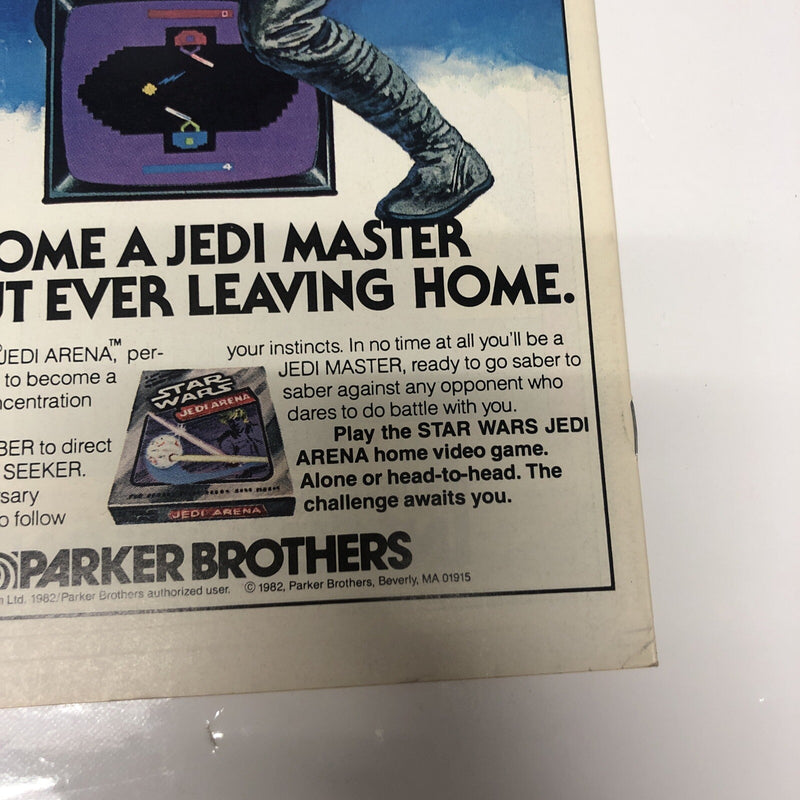 OME A JEDI MASTER
UT EVER LEAVING HOME.
JEDI ARENA,™ per-
to become a
ncentration
BER to direct
SEEKER.
sary
o follow
your instincts. In no time at all you'll be a
JEDI MASTER, ready to go saber to
saber against any opponent who
dares to do battle with you.
Play the STAR WARS JEDI
ARENA home video game.
Alone or head-to-head. The
challenge awaits you.
STAR
WARS
JEDI ARENA
JEDI ARENA
PARKER BROTHERS
m Ltd. 1982/Parker Brothers authorized user. © 1982, Parker Brothers, Beverly, MA 01915